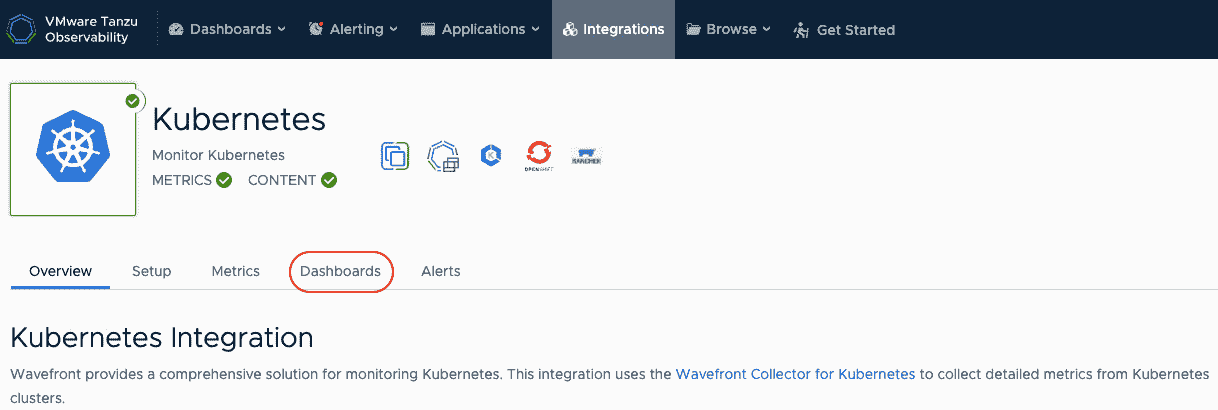 VMware Tanzu
Observability
Dashboards
Alerting
Applications
Integrations
Browse
Get Started
Kubernetes
Monitor Kubernetes
METRICS
CONTENT
OPENSHIFT
RANCHER
Overview
Setup
Metrics
Dashboards
Alerts
Kubernetes Integration
Wavefront provides a comprehensive solution for monitoring Kubernetes. This integration uses the Wavefront Collector for Kubernetes to collect detailed metrics from Kubernetes
clusters.